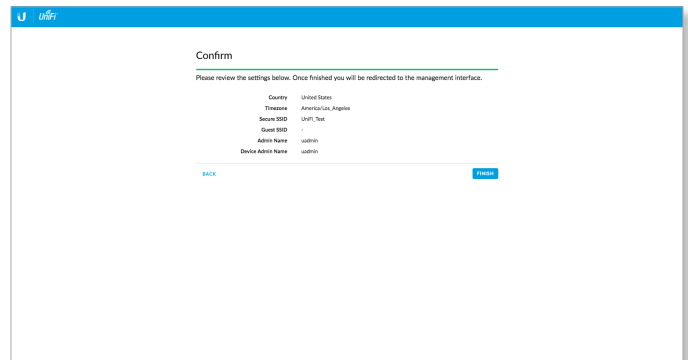 UniFi
Confirm
Please review the settings below. Once finished you will be redirected to the management interface.
Country United States
Timezone America/Los_Angeles
Secure SSID UniFi_Test
Guest SSID -
Admin Name uadmin
Device Admin Name uadmin
BACK FINISH